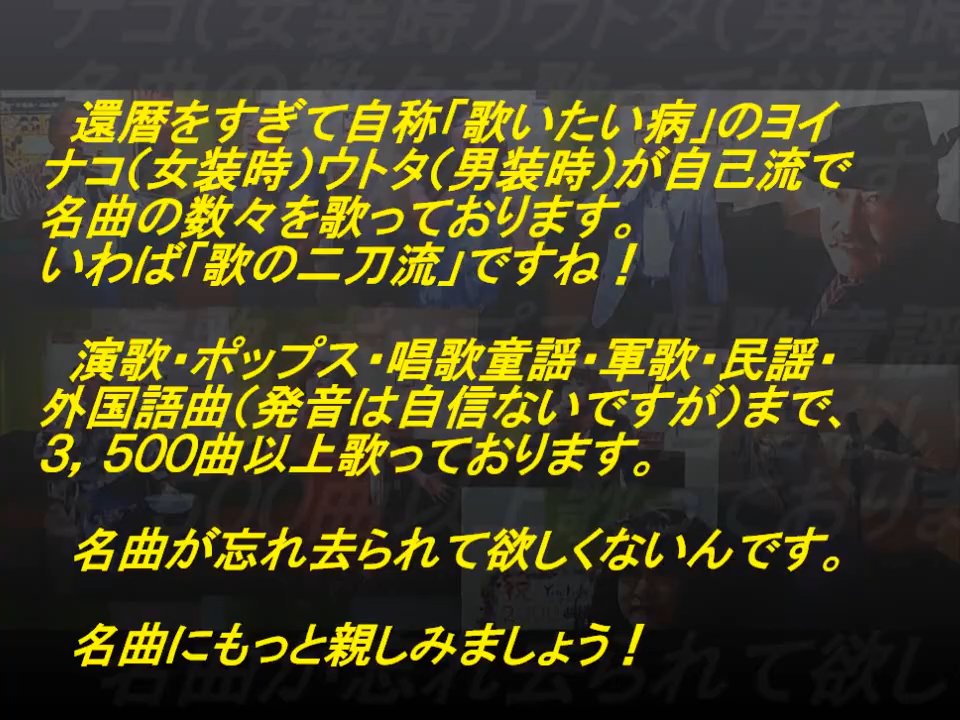 還暦をすぎて自称「歌いたい病」のヨイ
ナコ(女装時)ウトタ(男装時)が自己流で
名曲の数々を歌っております。
いわば「歌の二刀流」ですね!
演歌・ポップス・唱歌童謡・軍歌・民謡・
外国語曲(発音は自信ないですが)まで、
3,500曲以上歌っております。
名曲が忘れ去られて欲しくないんです。
名曲にもっと親しみましょう!